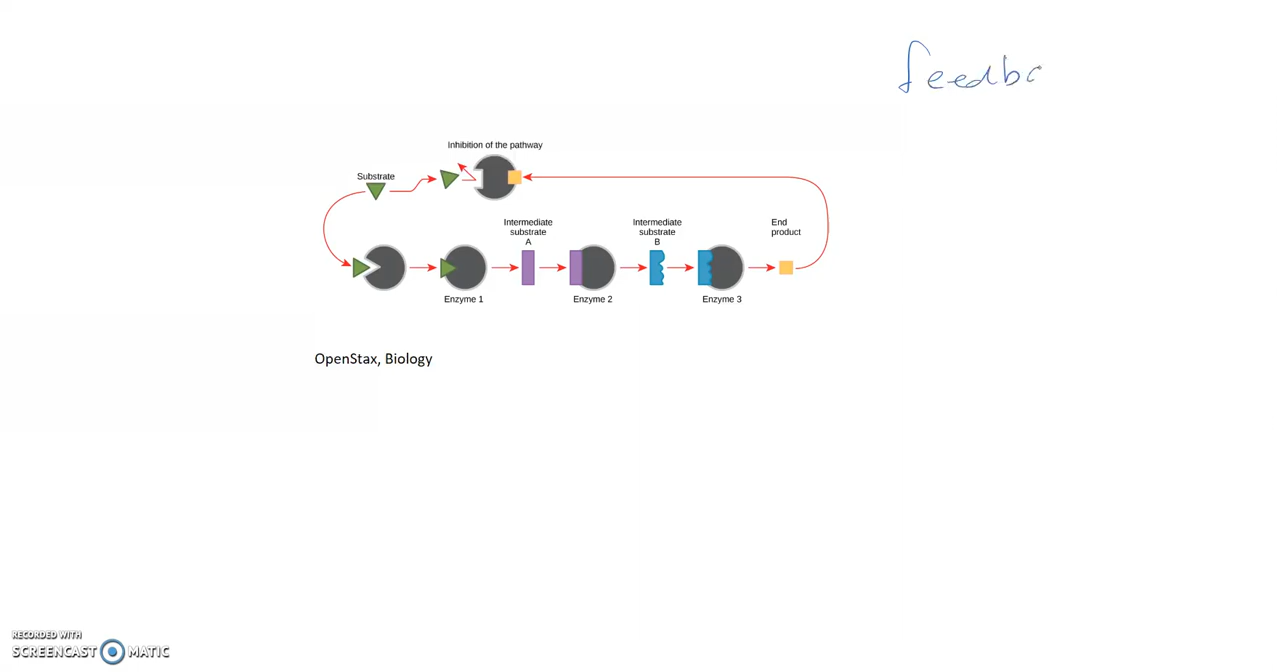 feedba
Inhibition of the pathway
Substrate
Intermediate
substrate
A
Intermediate
substrate
B
End
product
Enzyme 1
Enzyme 2
Enzyme 3
OpenStax, Biology
RECORDED WITH
SCREENCAST MATIC